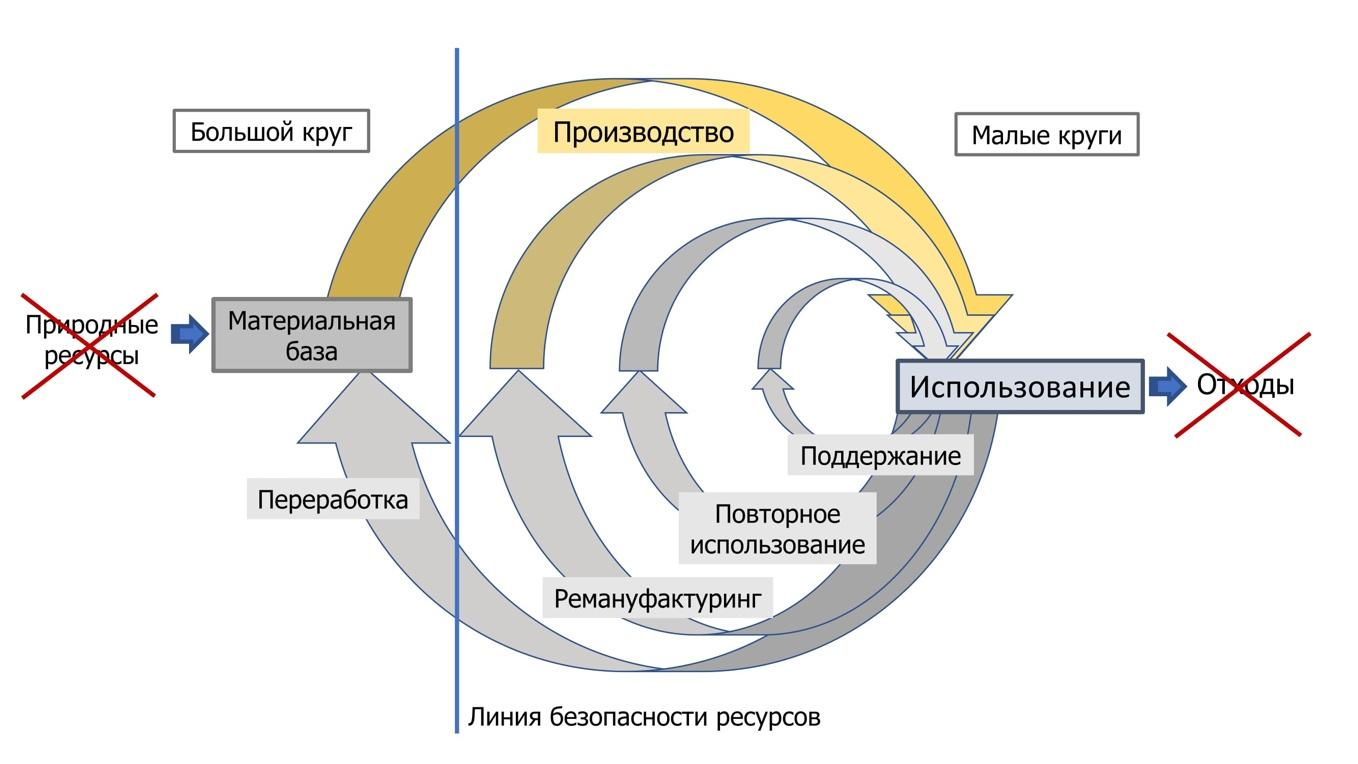 Большой круг
Производство
Малые круги
Природные
ресурсы
Материальная
база
Использование
Отходы
Поддержание
Переработка
Повторное
использование
Ремануфактуринг
Линия безопасности ресурсов